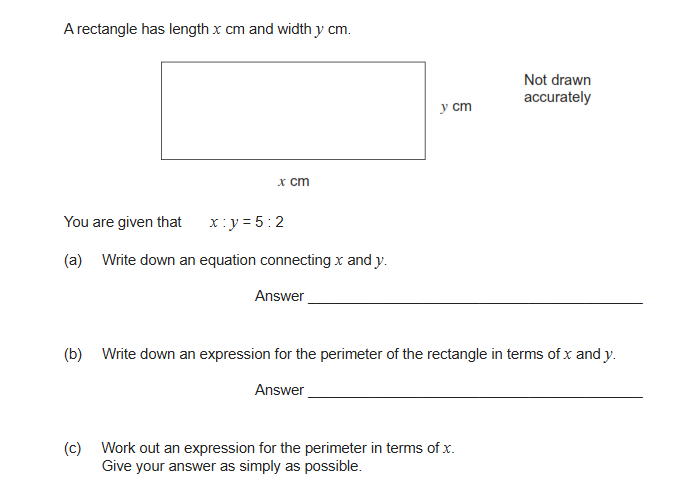 A rectangle has length x cm and width y cm.
Not drawn
accurately
y cm
x cm
You are given that x : y = 5 : 2
(a) Write down an equation connecting x and y.
Answer
(b) Write down an expression for the perimeter of the rectangle in terms of x and y.
Answer
(c) Work out an expression for the perimeter in terms of x.
Give your answer as simply as possible.